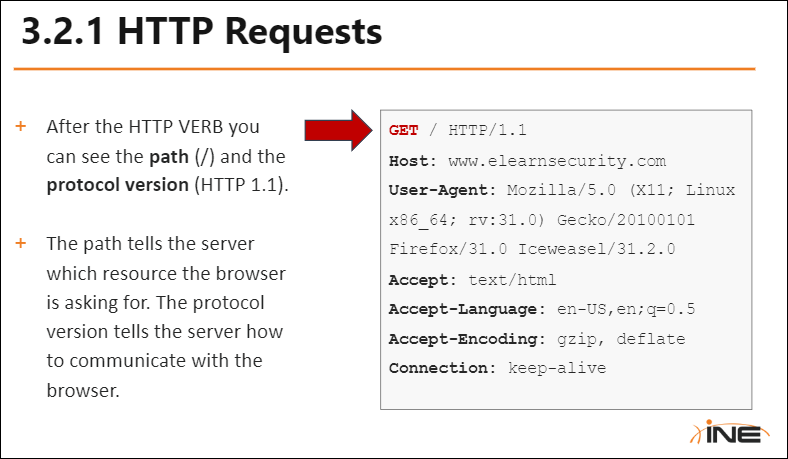 3.2.1 HTTP Requests
+ After the HTTP VERB you
can see the path (/) and the
protocol version (HTTP 1.1).
+ The path tells the server
which resource the browser
is asking for. The protocol
version tells the server how
to communicate with the
browser.
GET / HTTP/1.1
Host: www.elearnsecurity.com
User-Agent: Mozilla/5.0 (X11; Linux
x86_64; rv:31.0) Gecko/20100101
Firefox/31.0 Iceweasel/31.2.0
Accept: text/html
Accept-Language: en-US,en;q=0.5
Accept-Encoding: gzip, deflate
Connection: keep-alive
INE